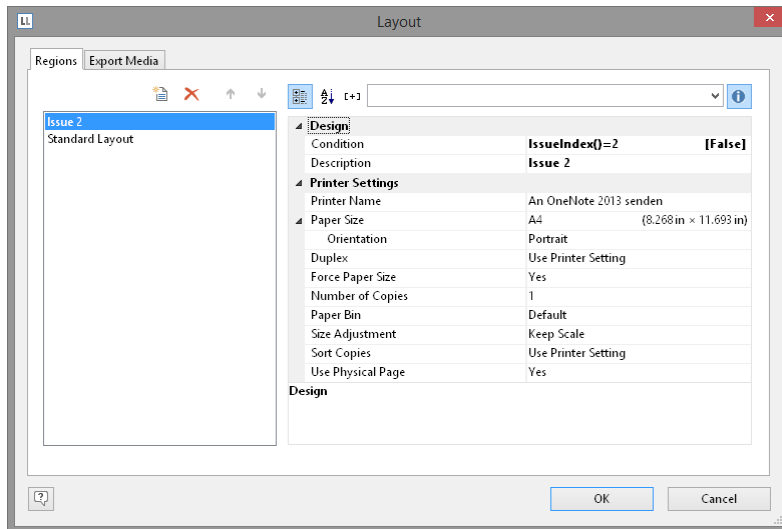 LL
Layout
Regions
Export Media
[+]
Issue 2
Standard Layout
Design
Condition IssueIndex()=2 [False]
Description Issue 2
Printer Settings
Printer Name An OneNote 2013 senden
Paper Size A4 (8.268 in × 11.693 in)
Orientation Portrait
Duplex Use Printer Setting
Force Paper Size Yes
Number of Copies 1
Paper Bin Default
Size Adjustment Keep Scale
Sort Copies Use Printer Setting
Use Physical Page Yes
Design
OK
Cancel